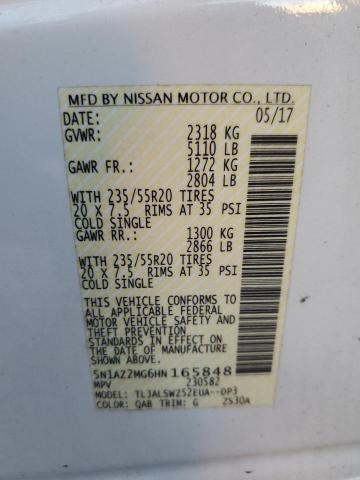 MFD BY NISSAN MOTOR CO., LTD.
DATE: 05/17
GVWR: 2318 KG
5110 LB
GAWR FR.: 1272 KG
2804 LB
WITH 235/55R20 TIRES
20 X 7.5 RIMS AT 35 PSI
COLD SINGLE
GAWR RR.: 1300 KG
2866 LB
WITH 235/55R20 TIRES
20 X 7.5 RIMS AT 35 PSI
COLD SINGLE
THIS VEHICLE CONFORMS TO
ALL APPLICABLE FEDERAL
MOTOR VEHICLE SAFETY AND
THEFT PREVENTION
STANDARDS IN EFFECT ON
THE DATE OF MANUFACTURE
SHOWN ABOVE.
5N1AZ2MG6HN165848
MPV 230582
MODEL: TLJALSWZ52EUA--DP3
COLOR: QAB TRIM: G 2S30A